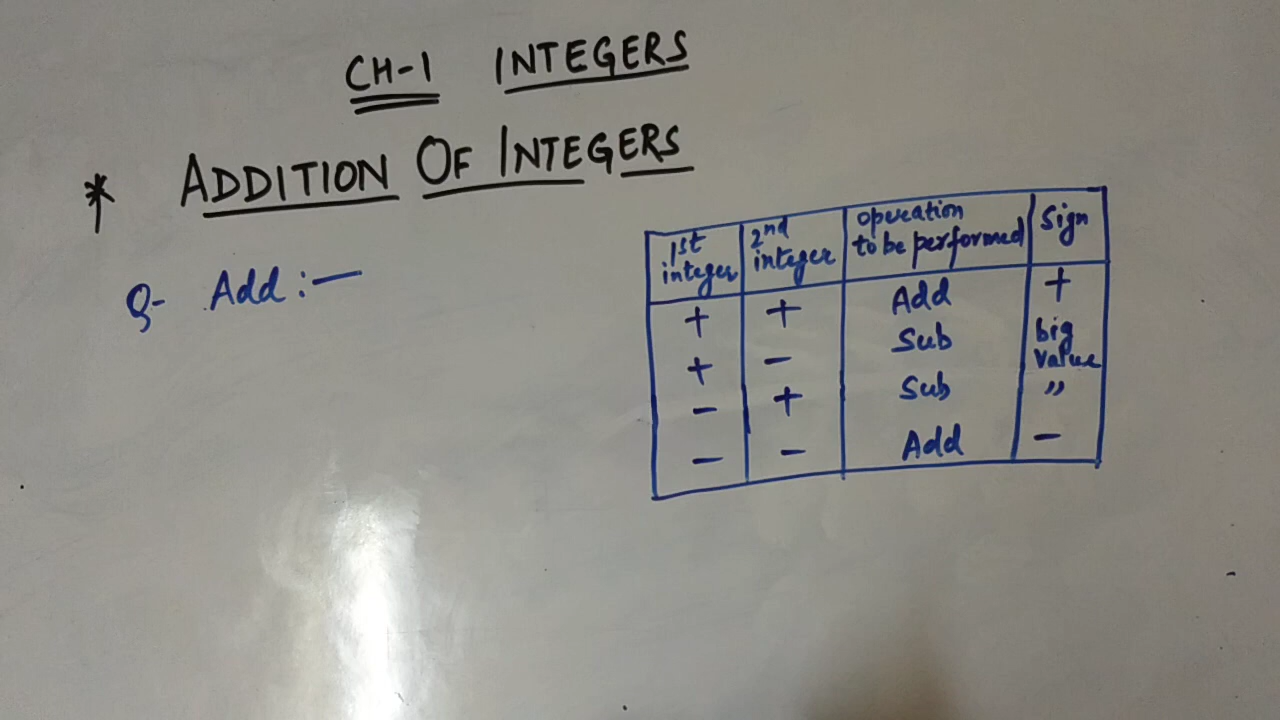 CH-1 INTEGERS
* ADDITION OF INTEGERS
Q- Add:—
1st integer 2nd integer operation to be performed Sign
+ + Add +
+ - Sub big value
- + Sub "
- - Add -